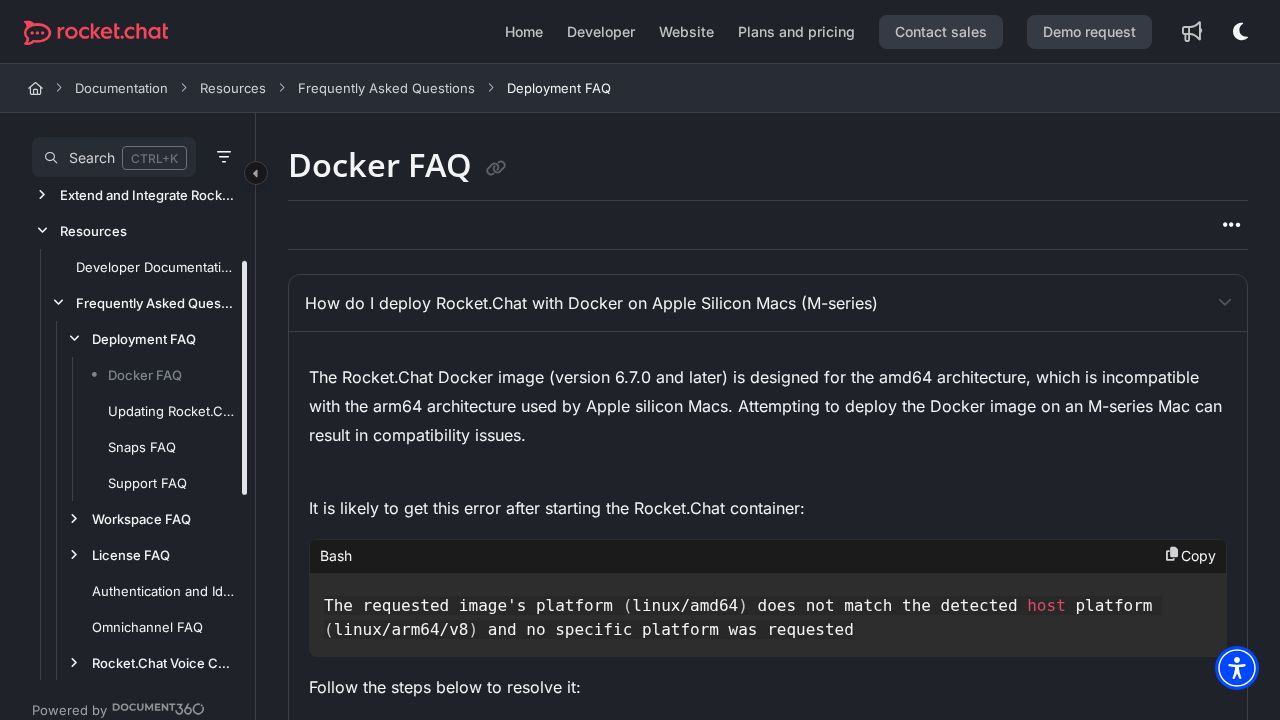 rocket.chat
Home
Developer
Website
Plans and pricing
Contact sales
Demo request
Documentation
Resources
Frequently Asked Questions
Deployment FAQ
Search CTRL+K
Extend and Integrate Rock...
Resources
Developer Documentati...
Frequently Asked Ques...
Deployment FAQ
Docker FAQ
Updating Rocket.C...
Snaps FAQ
Support FAQ
Workspace FAQ
License FAQ
Authentication and Id...
Omnichannel FAQ
Rocket.Chat Voice C...
Powered by DOCUMENT360
Docker FAQ
How do I deploy Rocket.Chat with Docker on Apple Silicon Macs (M-series)
The Rocket.Chat Docker image (version 6.7.0 and later) is designed for the amd64 architecture, which is incompatible
with the arm64 architecture used by Apple silicon Macs. Attempting to deploy the Docker image on an M-series Mac can
result in compatibility issues.
It is likely to get this error after starting the Rocket.Chat container:
Bash
Copy
The requested image's platform (linux/amd64) does not match the detected host platform
(linux/arm64/v8) and no specific platform was requested
Follow the steps below to resolve it: